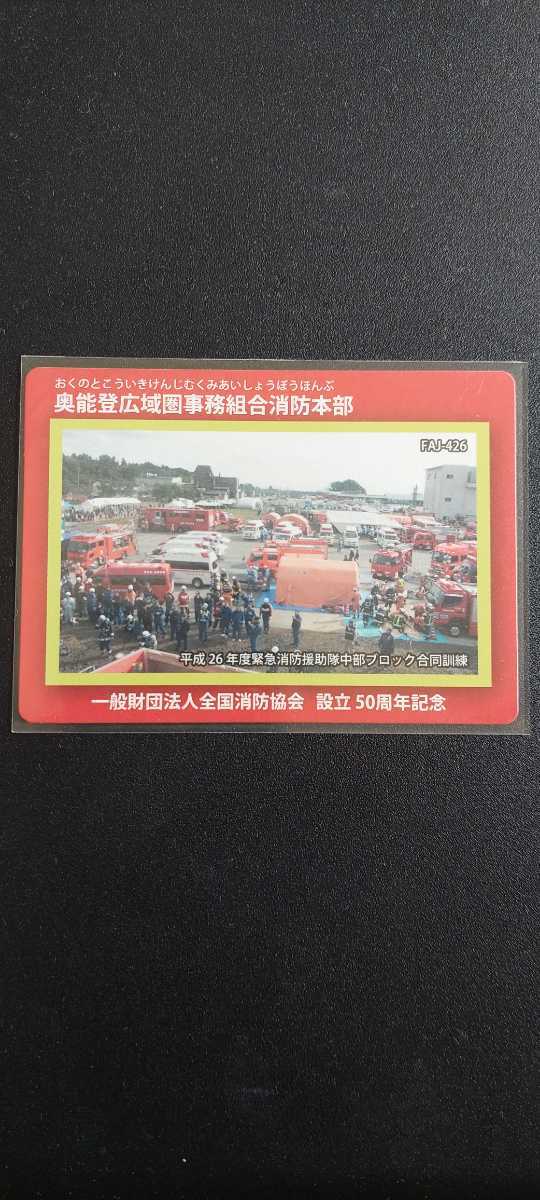 おくのとこういきけんじむくみあいしょうぼうほんぶ
奥能登広域圏事務組合消防本部
FAJ-426
平成26年度緊急消防援助隊中部ブロック合同訓練
一般財団法人全国消防協会 設立50周年記念